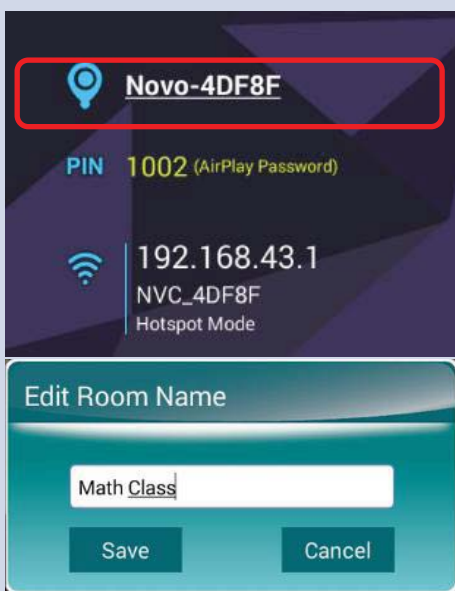 Novo-4DF8F
PIN 1002 (AirPlay Password)
192.168.43.1
NVC_4DF8F
Hotspot Mode
Edit Room Name
Math Class
Save Cancel